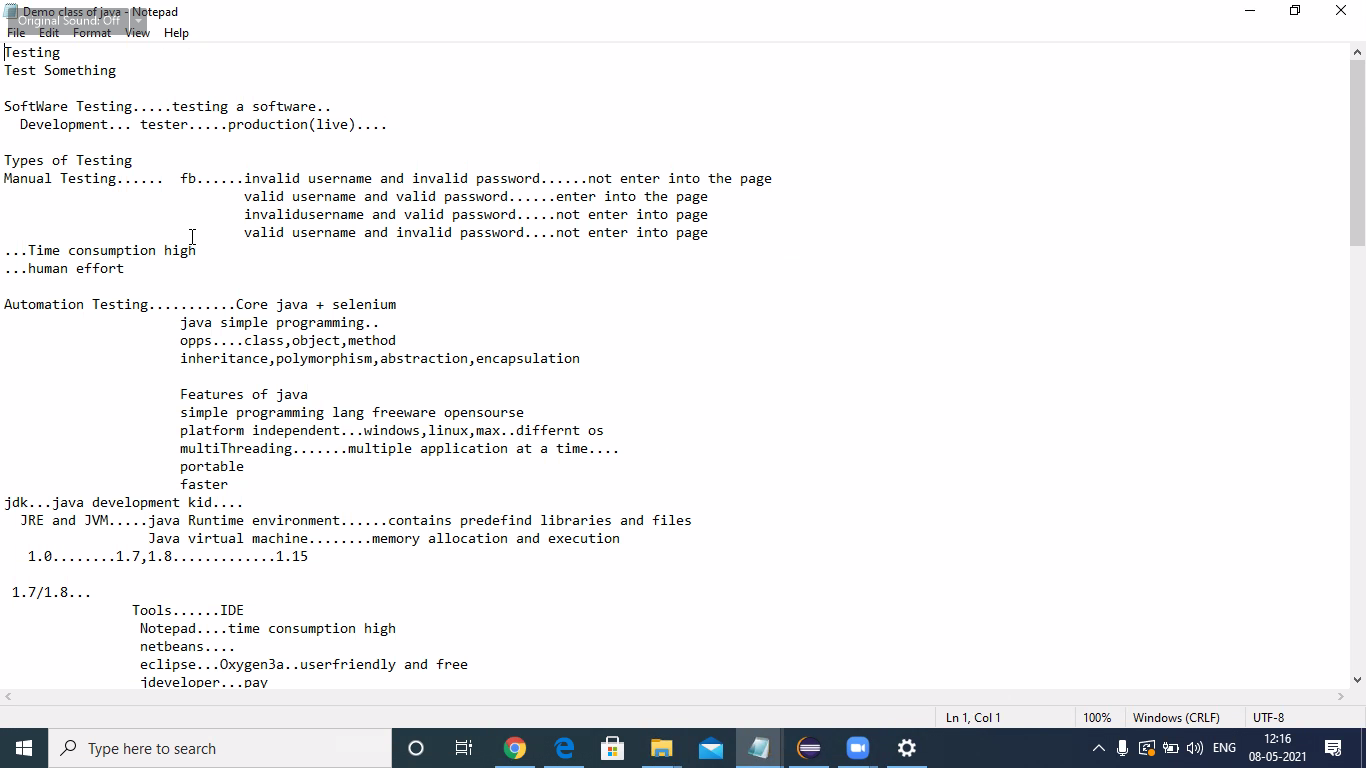 Demo class of java - Notepad
Original Sound: Off
File Edit Format View Help
Testing
Test Something
SoftWare Testing.....testing a software..
Development... tester.....production(live)....
Types of Testing
Manual Testing...... fb......invalid username and invalid password......not enter into the page
valid username and valid password......enter into the page
invalidusername and valid password.....not enter into page
valid username and invalid password....not enter into page
...Time consumption high
...human effort
Automation Testing...........Core java + selenium
java simple programming..
opps....class,object,method
inheritance,polymorphism,abstraction,encapsulation
Features of java
simple programming lang freeware opensourse
platform independent...windows,linux,max..differnt os
multiThreading.......multiple application at a time....
portable
faster
jdk...java development kid....
JRE and JVM.....java Runtime environment......contains predefind libraries and files
Java virtual machine........memory allocation and execution
1.0........1.7,1.8.............1.15
1.7/1.8...
Tools......IDE
Notepad....time consumption high
netbeans....
eclipse...Oxygen3a..userfriendly and free
jdeveloper...pay
Ln 1, Col 1 100% Windows (CRLF) UTF-8
Type here to search
ENG
12:16
08-05-2021